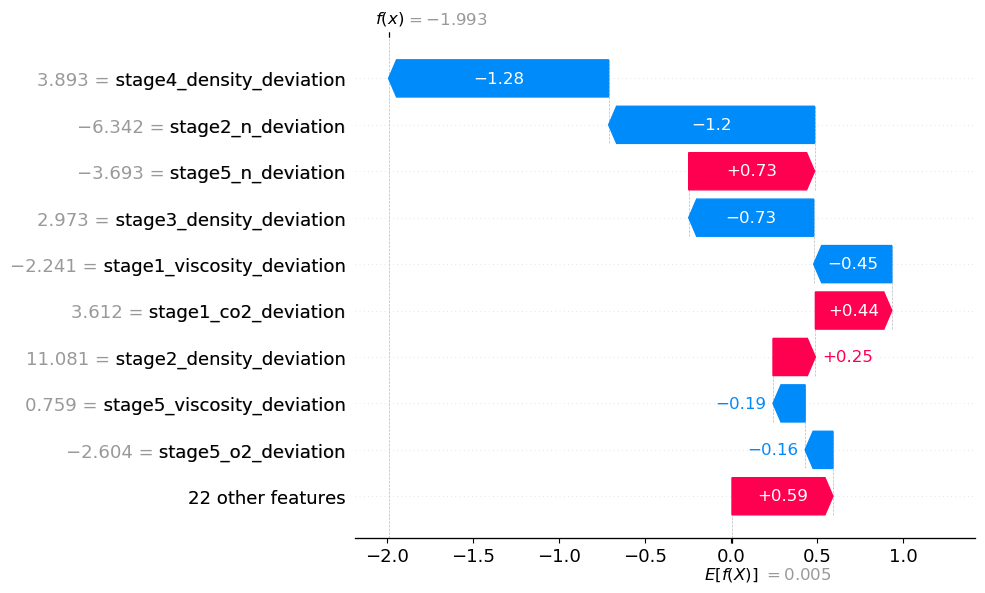 f(x) = −1.993
3.893 = stage4_density_deviation −1.28
−6.342 = stage2_n_deviation −1.2
−3.693 = stage5_n_deviation +0.73
2.973 = stage3_density_deviation −0.73
−2.241 = stage1_viscosity_deviation −0.45
3.612 = stage1_co2_deviation +0.44
11.081 = stage2_density_deviation +0.25
0.759 = stage5_viscosity_deviation −0.19
−2.604 = stage5_o2_deviation −0.16
22 other features +0.59
−2.0 −1.5 −1.0 −0.5 0.0 0.5 1.0
E[f(X)] = 0.005